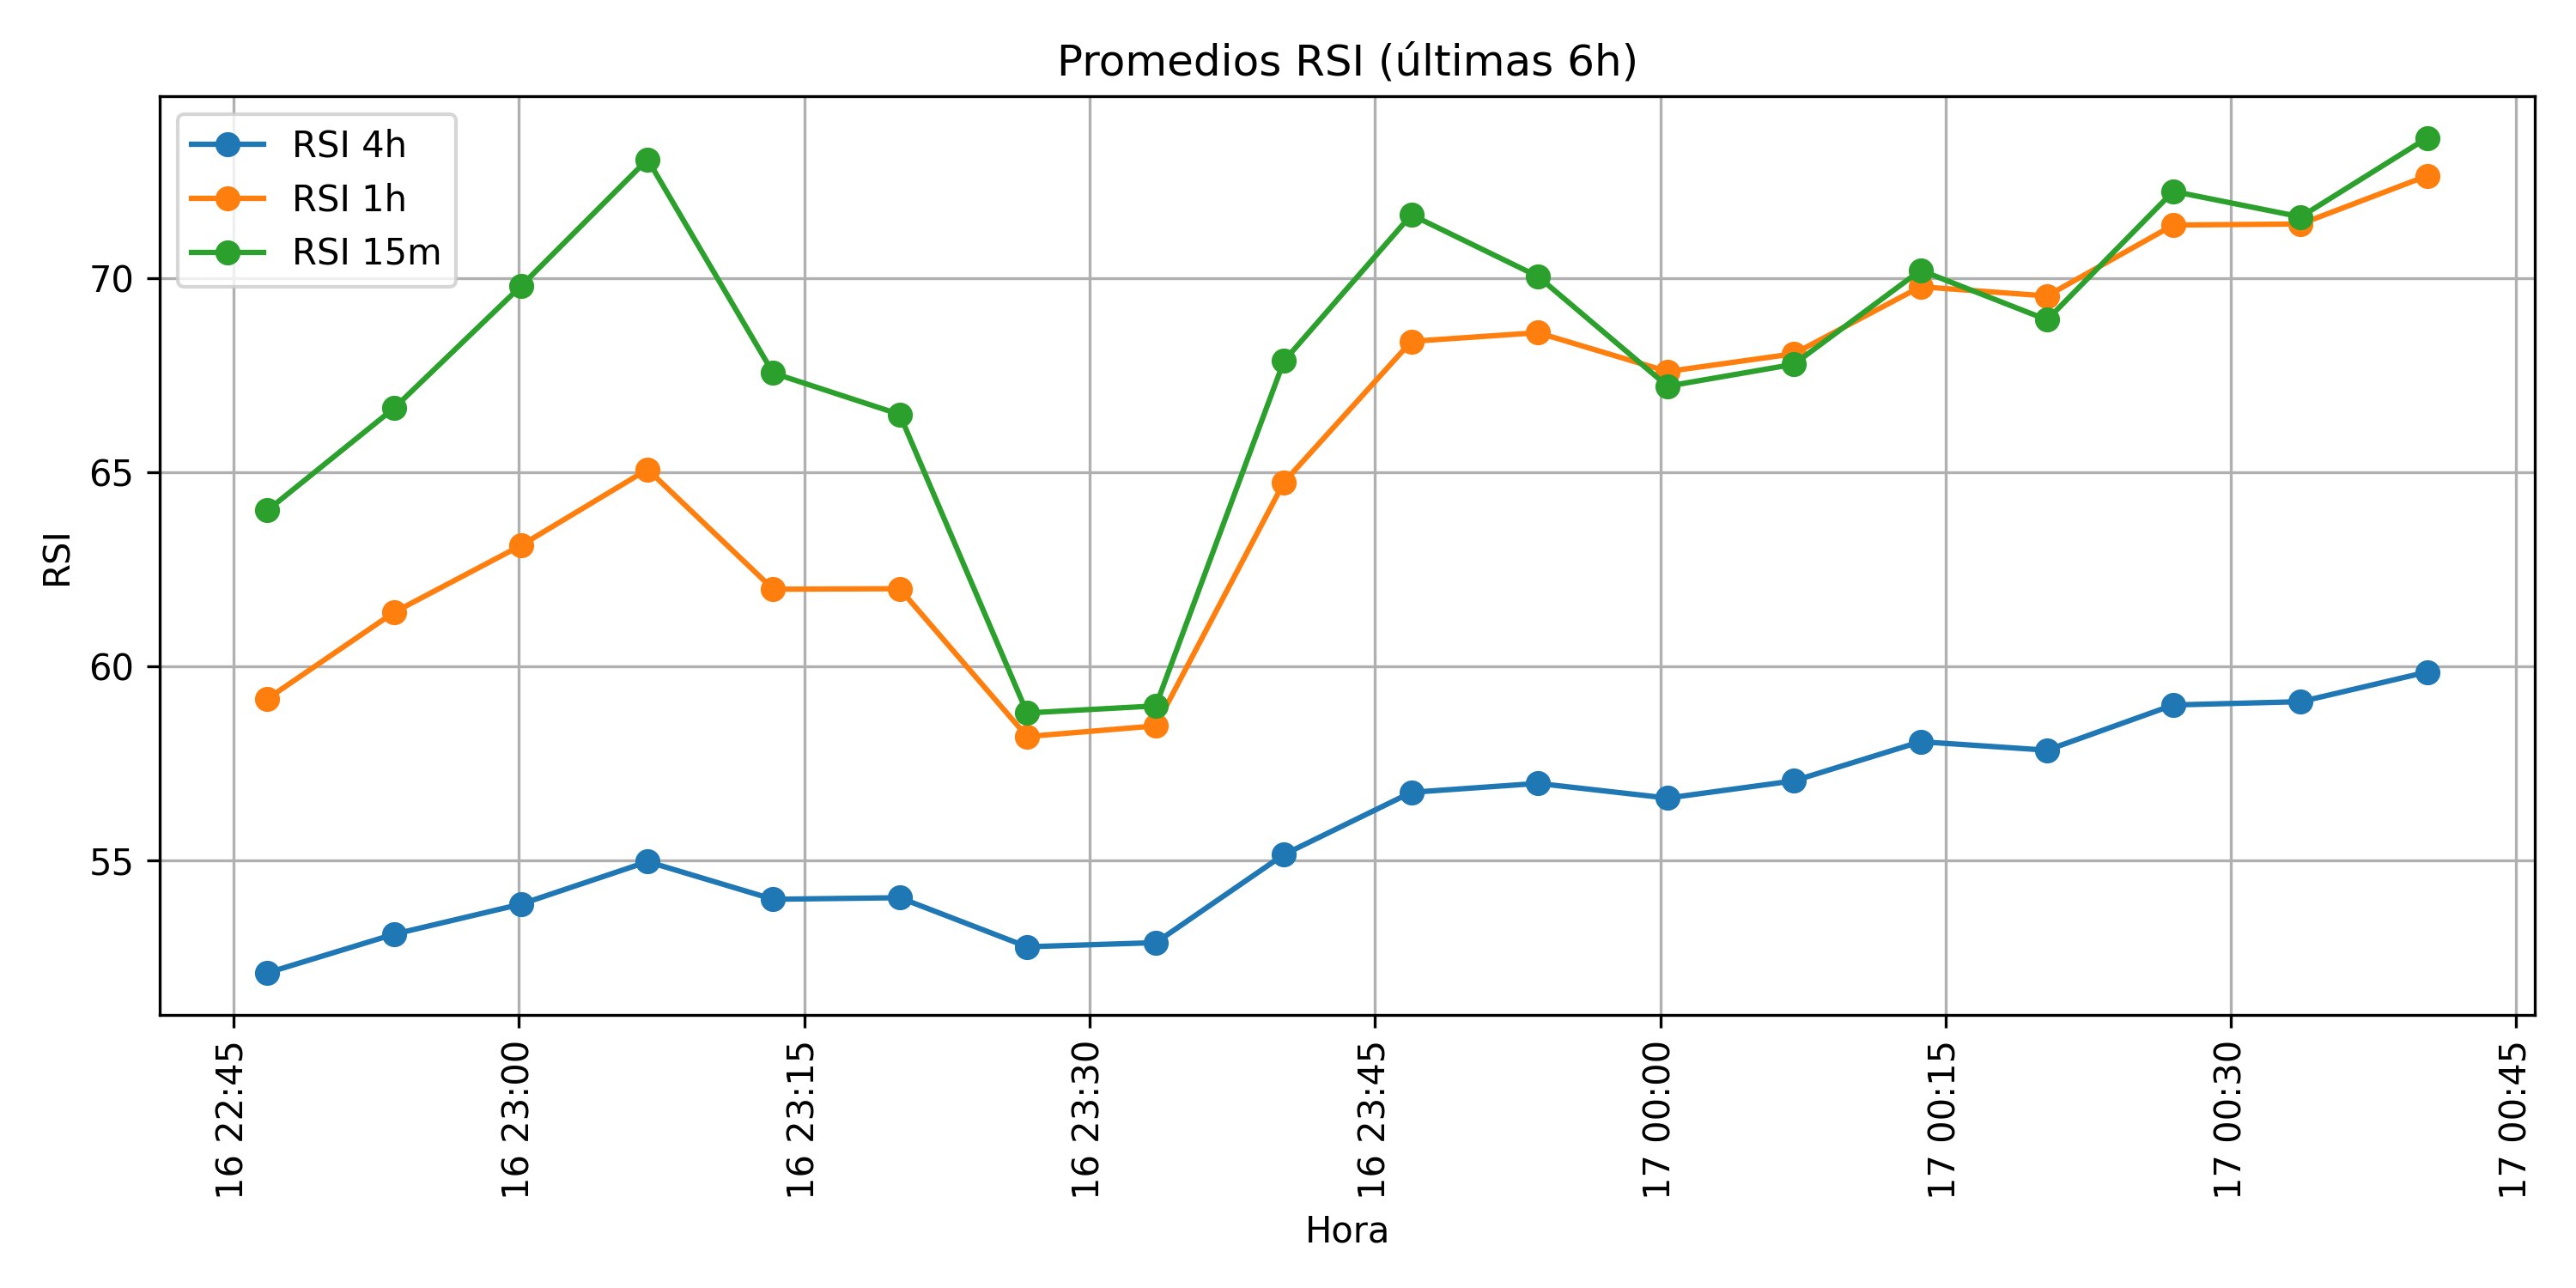 Promedios RSI (últimas 6h)
RSI 4h
RSI 1h
RSI 15m
70
65
60
55
RSI
16 22:45
16 23:00
16 23:15
16 23:30
16 23:45
17 00:00
17 00:15
17 00:30
17 00:45
Hora